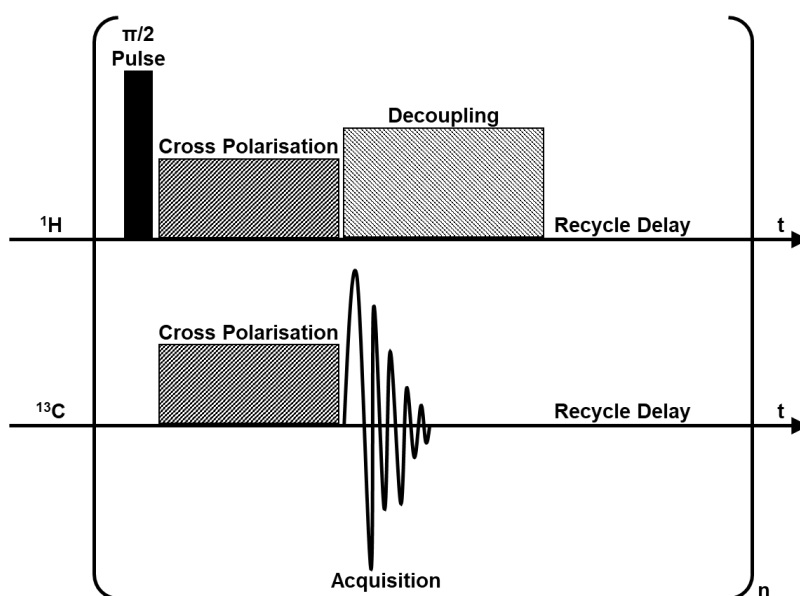 π/2
Pulse
Decoupling
Cross Polarisation
¹H
Recycle Delay
t
Cross Polarisation
¹³C
Recycle Delay
t
Acquisition
n